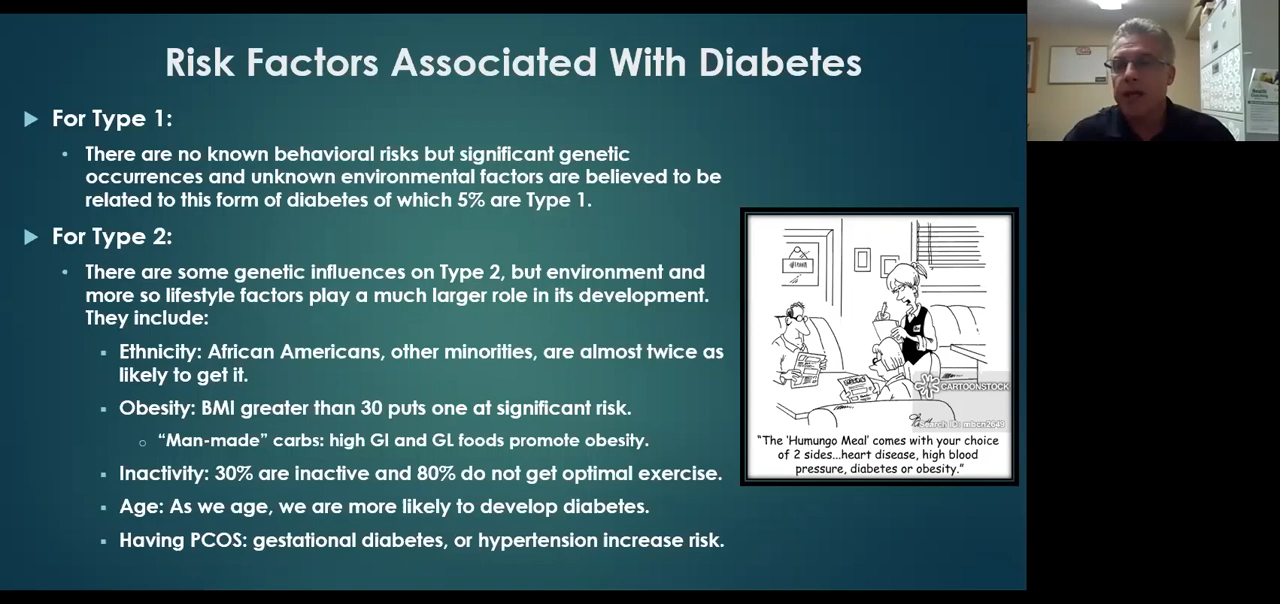 Risk Factors Associated With Diabetes
For Type 1:
There are no known behavioral risks but significant genetic
occurrences and unknown environmental factors are believed to be
related to this form of diabetes of which 5% are Type 1.
For Type 2:
There are some genetic influences on Type 2, but environment and
more so lifestyle factors play a much larger role in its development.
They include:
Ethnicity: African Americans, other minorities, are almost twice as
likely to get it.
Obesity: BMI greater than 30 puts one at significant risk.
“Man-made” carbs: high GI and GL foods promote obesity.
Inactivity: 30% are inactive and 80% do not get optimal exercise.
Age: As we age, we are more likely to develop diabetes.
Having PCOS: gestational diabetes, or hypertension increase risk.
CARTOONSTOCK
Search ID: mbcn2649
“The ‘Humungo Meal’ comes with your choice
of 2 sides...heart disease, high blood
pressure, diabetes or obesity.”